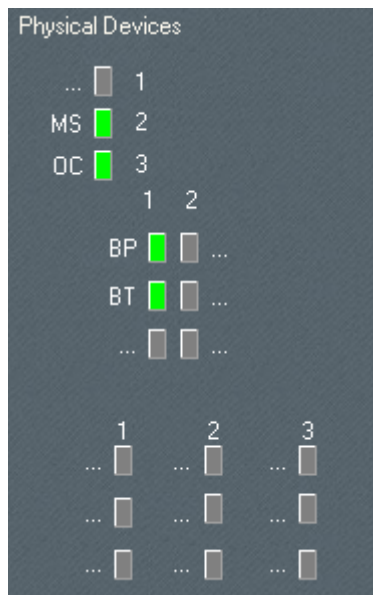 Physical Devices
... 1
MS 2
OC 3
1 2
BP ...
BT ...
... ...
1 2 3
... ... ...
... ... ...
... ... ...